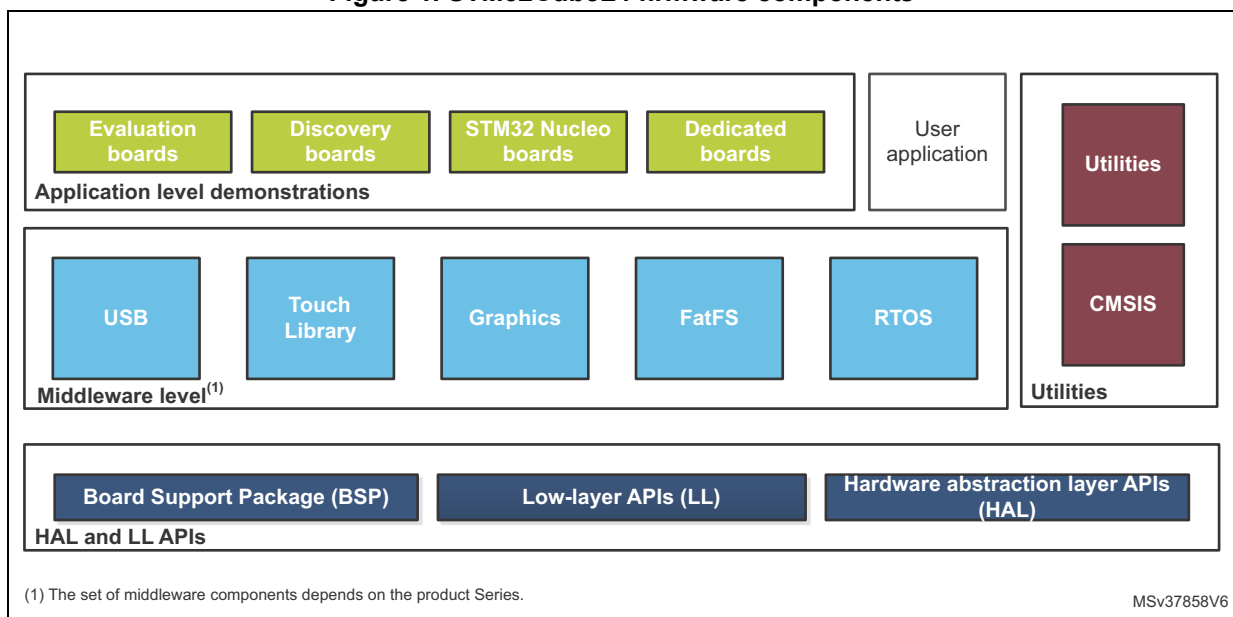 Evaluation
boards
Discovery
boards
STM32 Nucleo
boards
Dedicated
boards
Application level demonstrations
User
application
Utilities
CMSIS
Utilities
USB
Touch
Library
Graphics
FatFS
RTOS
Middleware level(1)
Board Support Package (BSP)
Low-layer APIs (LL)
Hardware abstraction layer APIs
(HAL)
HAL and LL APIs
(1) The set of middleware components depends on the product Series.
MSv37858V6